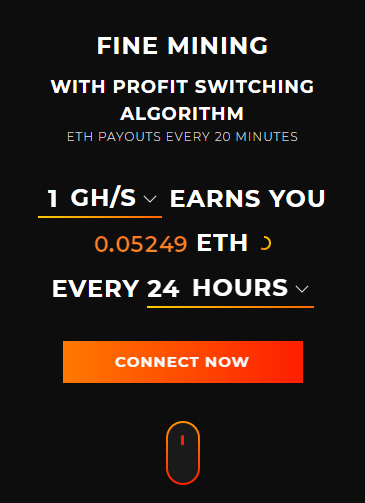 FINE MINING
WITH PROFIT SWITCHING
ALGORITHM
ETH PAYOUTS EVERY 20 MINUTES
1 GH/S EARNS YOU
0.05249 ETH
EVERY 24 HOURS
CONNECT NOW